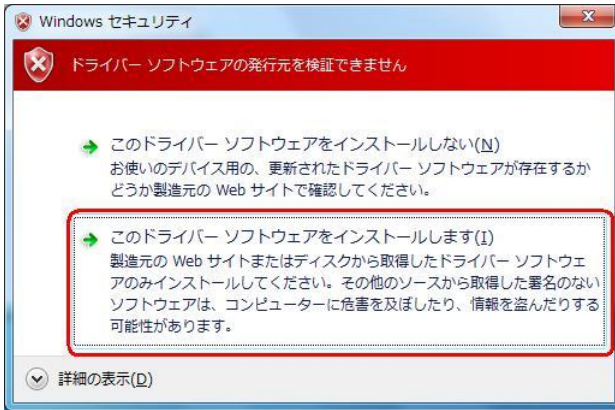 Windows セキュリティ
ドライバー ソフトウェアの発行元を検証できません
このドライバー ソフトウェアをインストールしない(N)
お使いのデバイス用の、更新されたドライバー ソフトウェアが存在するか
どうか製造元の Web サイトで確認してください。
このドライバー ソフトウェアをインストールします(I)
製造元の Web サイトまたはディスクから取得したドライバー ソフトウェ
アのみインストールしてください。その他のソースから取得した署名のない
ソフトウェアは、コンピューターに危害を及ぼしたり、情報を盗んだりする
可能性があります。
詳細の表示(D)